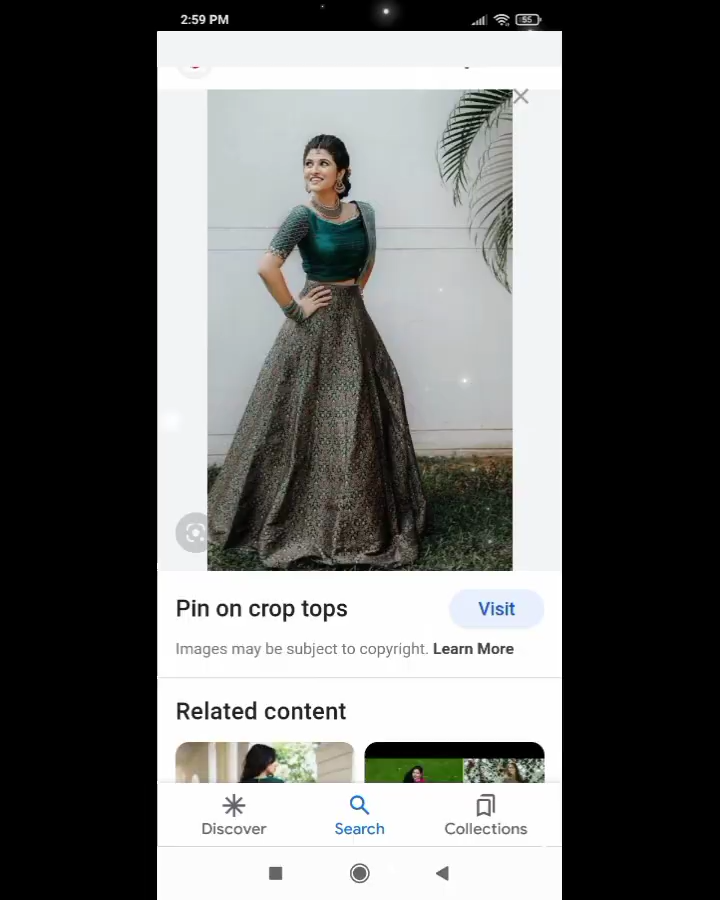 2:59 PM
55
Pin on crop tops
Visit
Images may be subject to copyright. Learn More
Related content
Discover
Search
Collections